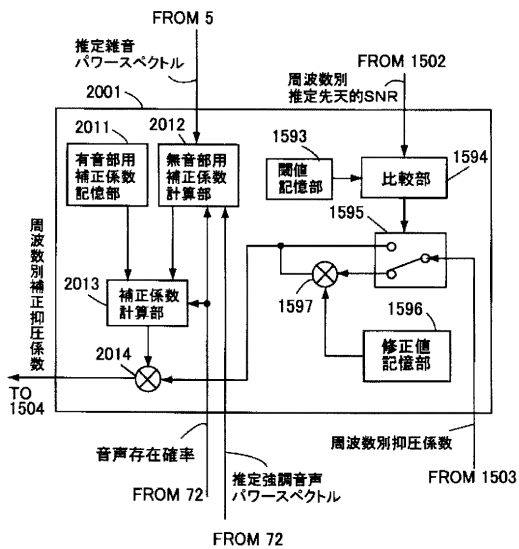 FROM 5
推定雑音
パワースペクトル
FROM 1502
周波数別
推定先天的SNR
2001
2011
2012
1593
1594
有音部用
補正係数
記憶部
無音部用
補正係数
計算部
閾値
記憶部
比較部
1595
周波数別補正抑圧係数
2013
補正係数
計算部
1597
1596
2014
修正値
記憶部
TO
1504
音声存在確率
周波数別抑圧係数
推定強調音声
パワースペクトル
FROM 1503
FROM 72
FROM 72